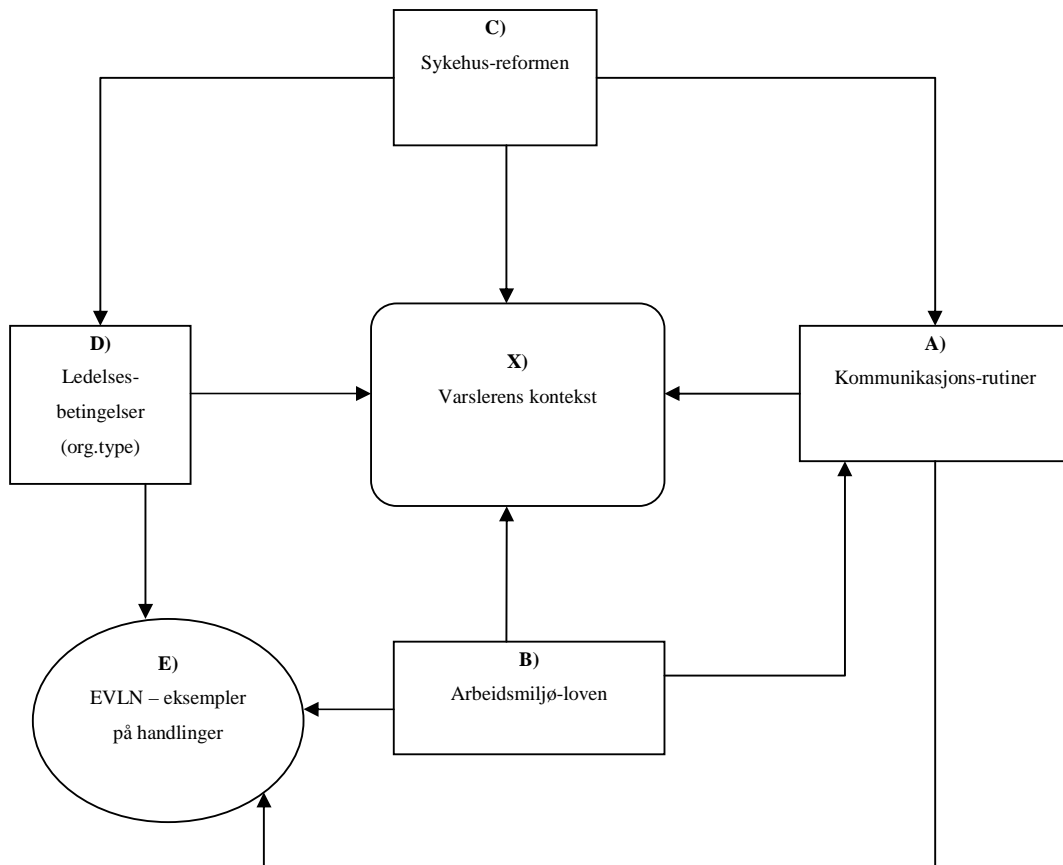 C)
Sykehus-reformen
D)
Ledelses-
betingelser
(org.type)
X)
Varslerens kontekst
A)
Kommunikasjons-rutiner
E)
EVLN – eksempler
på handlinger
B)
Arbeidsmiljø-loven